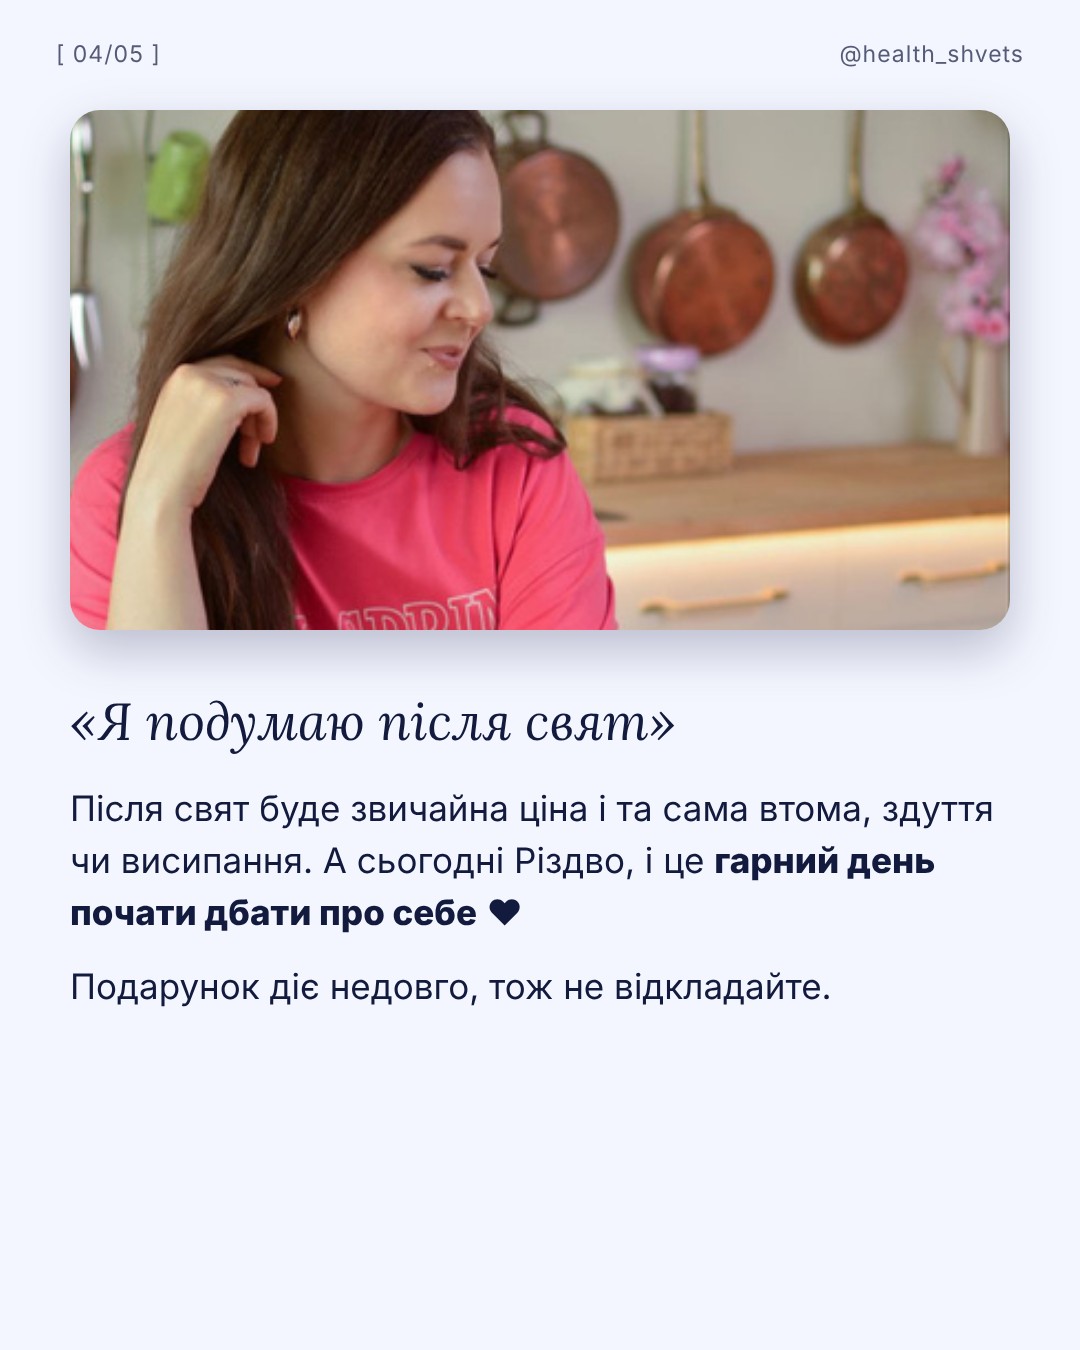 [ 04/05 ]
@health_shvets
«Я подумаю після свят»
Після свят буде звичайна ціна і та сама втома, здуття
чи висипання. А сьогодні Різдво, і це гарний день
почати дбати про себе ♥
Подарунок діє недовго, тож не відкладайте.